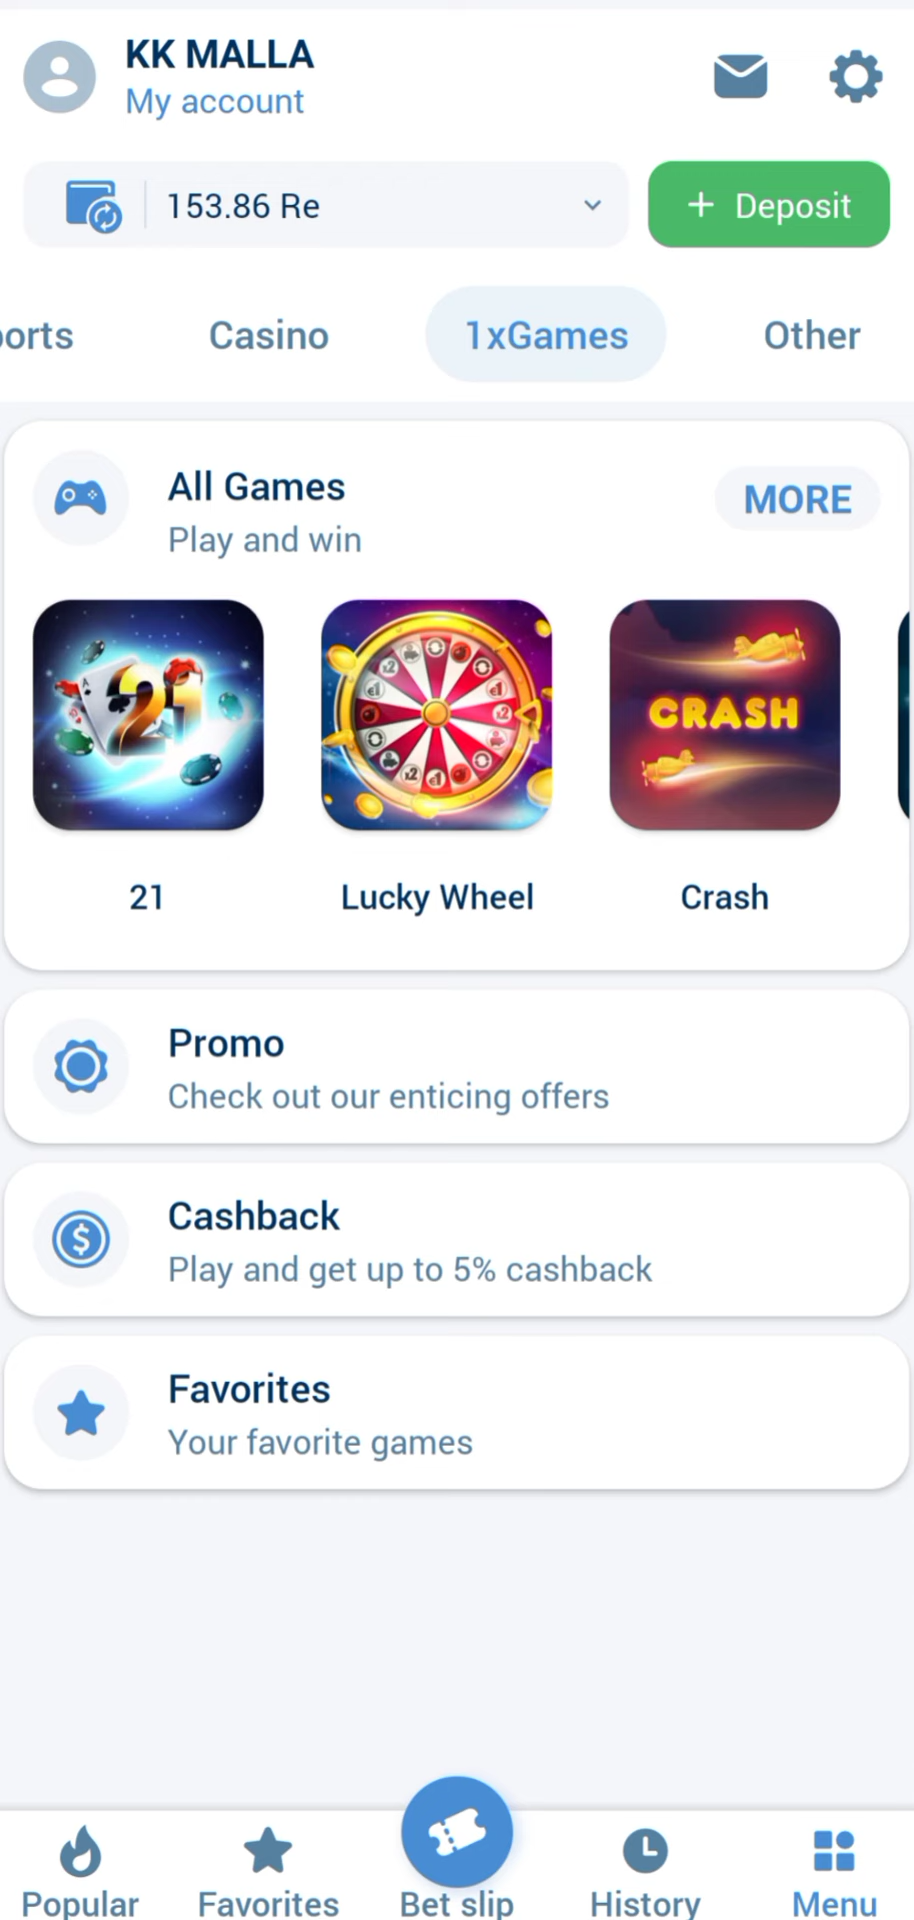 KK MALLA
My account
153.86 Re
+ Deposit
orts
Casino
1xGames
Other
All Games
Play and win
MORE
21
CRASH
21
Lucky Wheel
Crash
Promo
Check out our enticing offers
Cashback
Play and get up to 5% cashback
Favorites
Your favorite games
Popular
Favorites
Bet slip
History
Menu